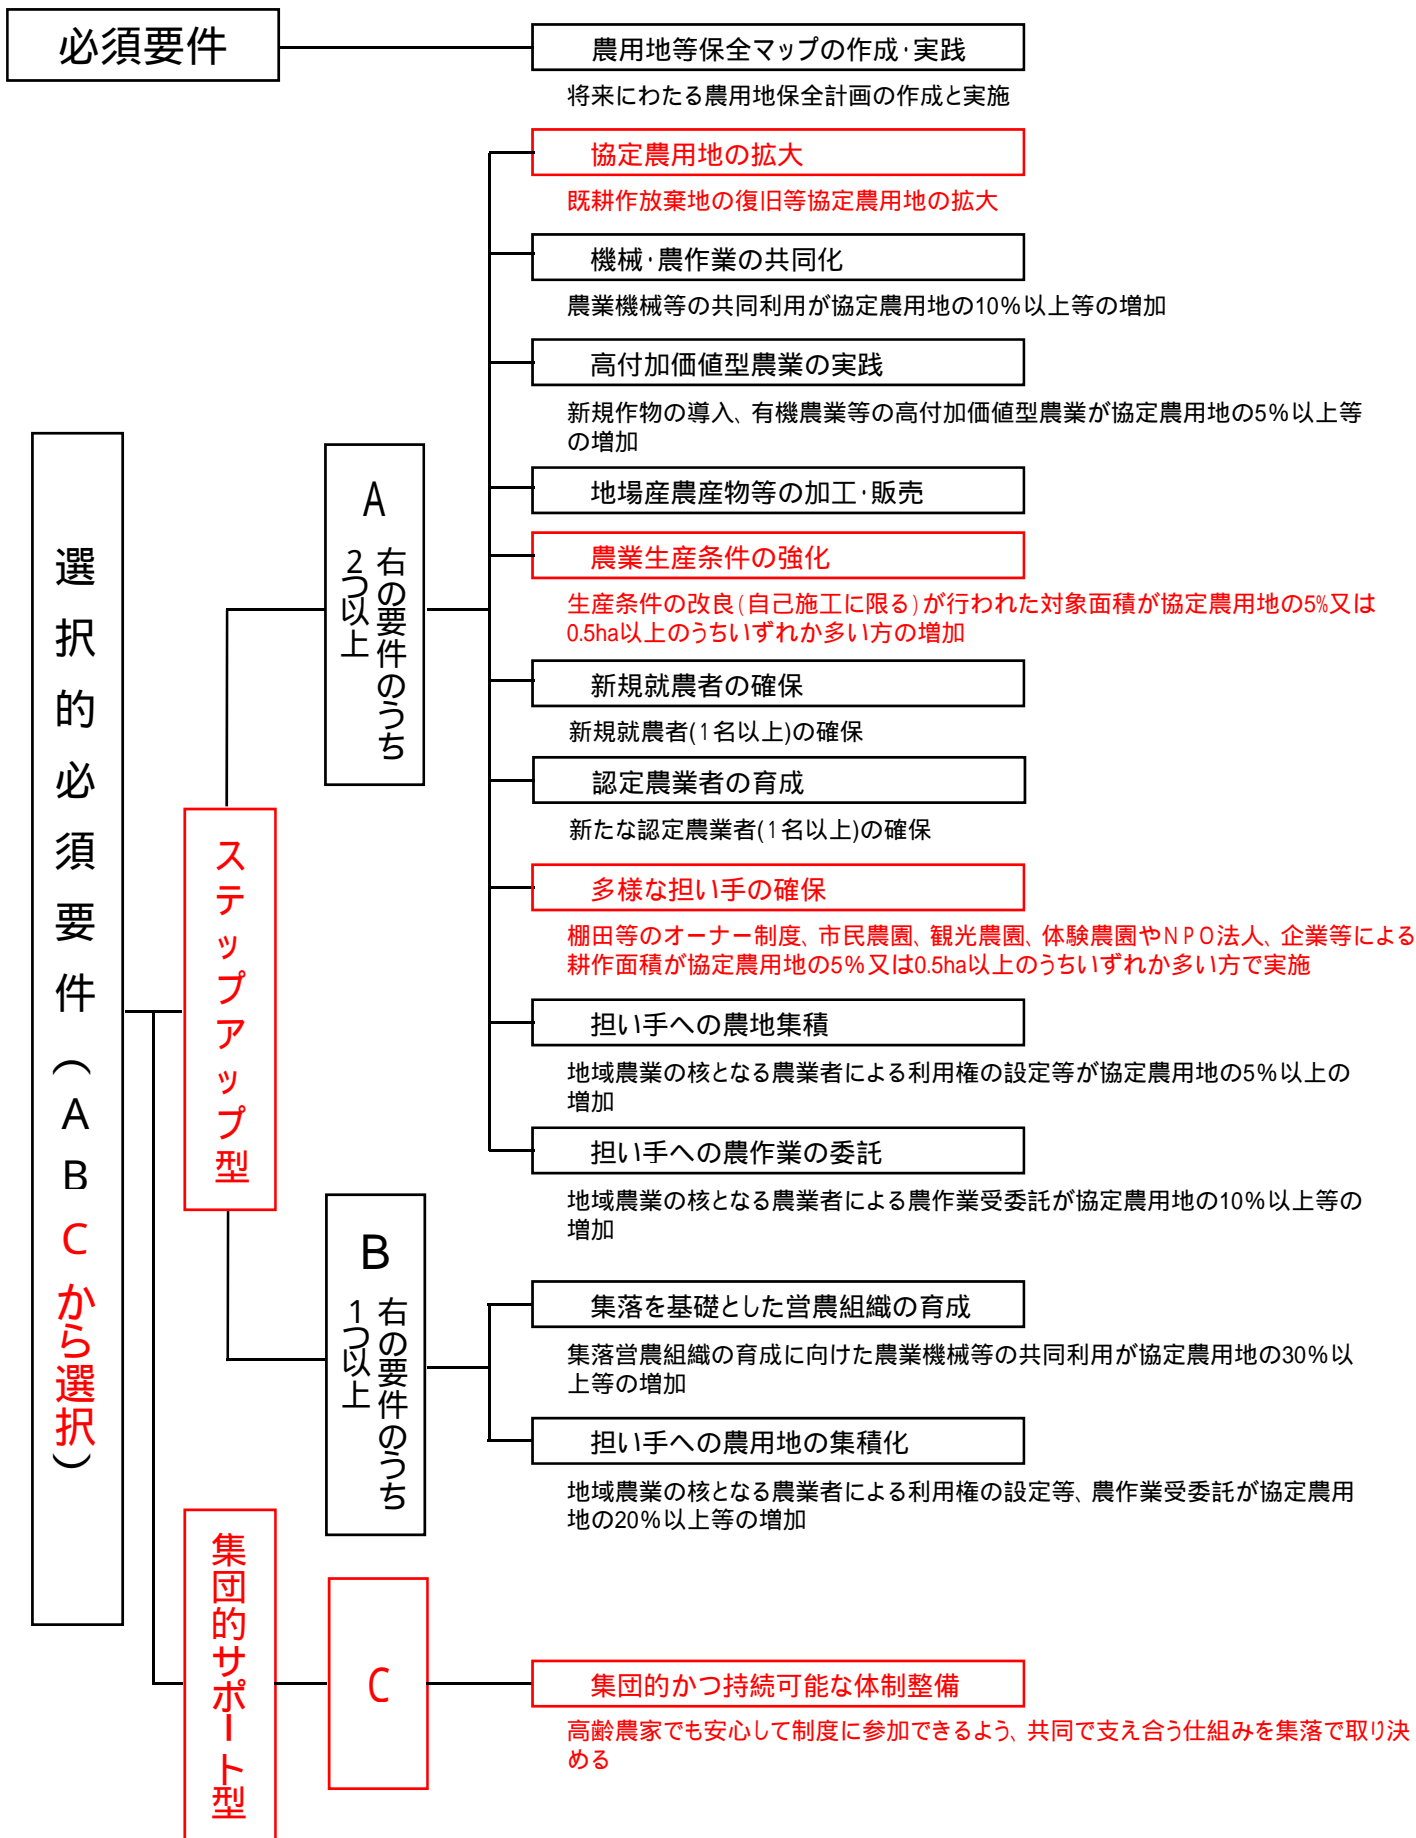 必須要件
農用地等保全マップの作成・実践
将来にわたる農用地保全計画の作成と実施
選択的必須要件（ABCから選択）
ステップアップ型
A
右の要件のうち
2つ以上
協定農用地の拡大
既耕作放棄地の復旧等協定農用地の拡大
機械・農作業の共同化
農業機械等の共同利用が協定農用地の10％以上等の増加
高付加価値型農業の実践
新規作物の導入、有機農業等の高付加価値型農業が協定農用地の5％以上等
の増加
地場産農産物等の加工・販売
農業生産条件の強化
生産条件の改良（自己施工に限る）が行われた対象面積が協定農用地の5％又は
0.5ha以上のうちいずれか多い方の増加
新規就農者の確保
新規就農者(1名以上)の確保
認定農業者の育成
新たな認定農業者(1名以上)の確保
多様な担い手の確保
棚田等のオーナー制度、市民農園、観光農園、体験農園やNPO法人、企業等による
耕作面積が協定農用地の5％又は0.5ha以上のうちいずれか多い方で実施
担い手への農地集積
地域農業の核となる農業者による利用権の設定等が協定農用地の5％以上の
増加
担い手への農作業の委託
地域農業の核となる農業者による農作業受委託が協定農用地の10％以上等の
増加
B
右の要件のうち
1つ以上
集落を基礎とした営農組織の育成
集落営農組織の育成に向けた農業機械等の共同利用が協定農用地の30％以
上等の増加
担い手への農用地の集積化
地域農業の核となる農業者による利用権の設定等、農作業受委託が協定農用
地の20％以上等の増加
集団的サポート型
C
集団的かつ持続可能な体制整備
高齢農家でも安心して制度に参加できるよう、共同で支え合う仕組みを集落で取り決
める